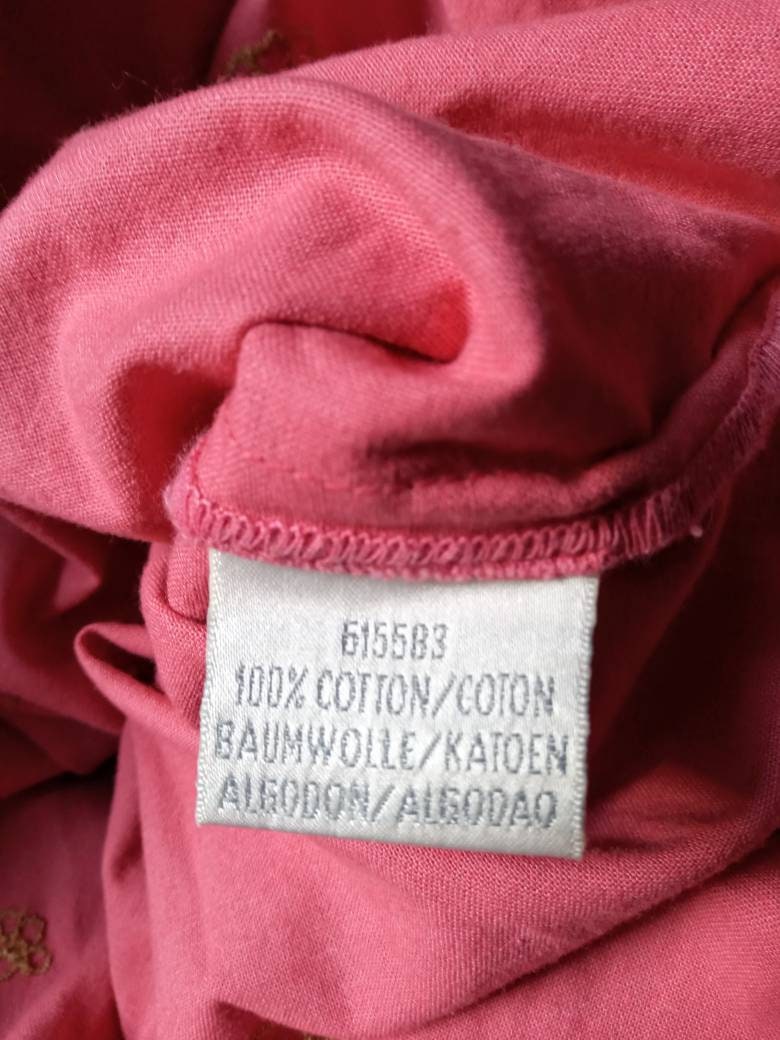 615583
100% COTTON/COTON
BAUMWOLLE/KATOEN
ALGODON/ALGODAO